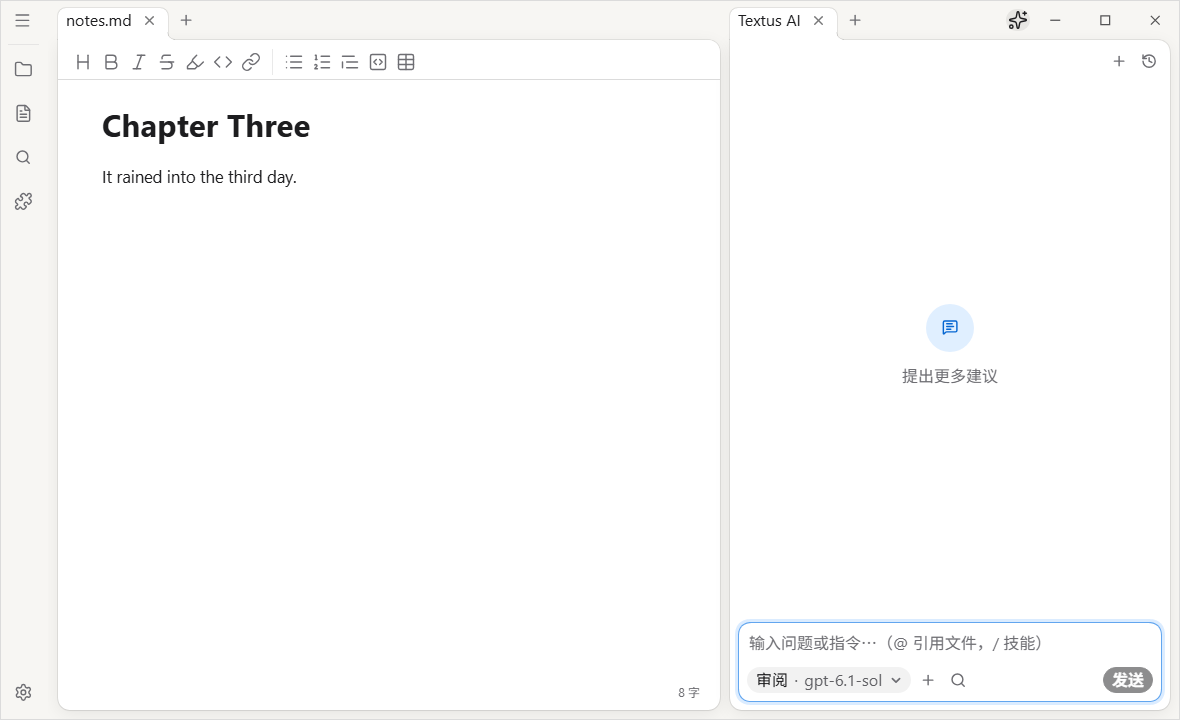 notes.md
Textus AI
Chapter Three
It rained into the third day.
8 字
提出更多建议
输入问题或指令…（@ 引用文件，/ 技能）
审阅 · gpt-6.1-sol
发送